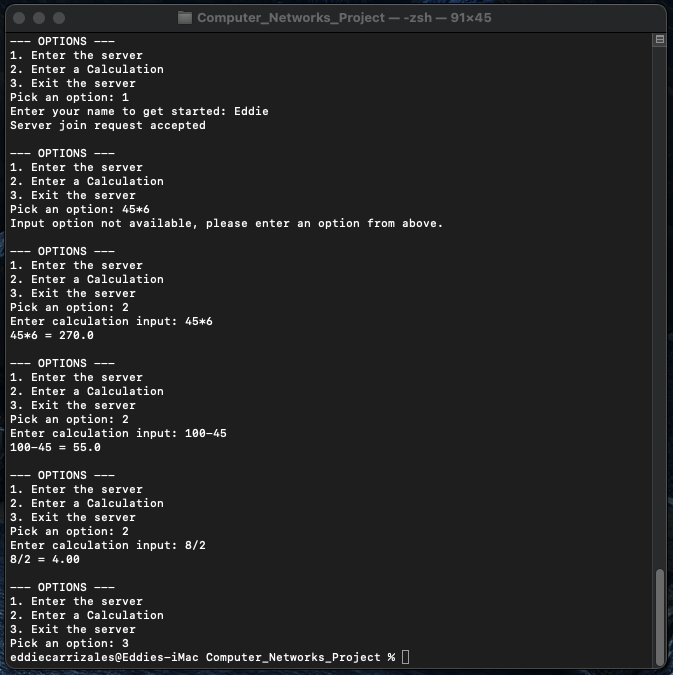 Computer_Networks_Project — -zsh — 91×45
--- OPTIONS ---
1. Enter the server
2. Enter a Calculation
3. Exit the server
Pick an option: 1
Enter your name to get started: Eddie
Server join request accepted
--- OPTIONS ---
1. Enter the server
2. Enter a Calculation
3. Exit the server
Pick an option: 45*6
Input option not available, please enter an option from above.
--- OPTIONS ---
1. Enter the server
2. Enter a Calculation
3. Exit the server
Pick an option: 2
Enter calculation input: 45*6
45*6 = 270.0
--- OPTIONS ---
1. Enter the server
2. Enter a Calculation
3. Exit the server
Pick an option: 2
Enter calculation input: 100-45
100-45 = 55.0
--- OPTIONS ---
1. Enter the server
2. Enter a Calculation
3. Exit the server
Pick an option: 2
Enter calculation input: 8/2
8/2 = 4.00
--- OPTIONS ---
1. Enter the server
2. Enter a Calculation
3. Exit the server
Pick an option: 3
eddiecarrizales@Eddies-iMac Computer_Networks_Project %